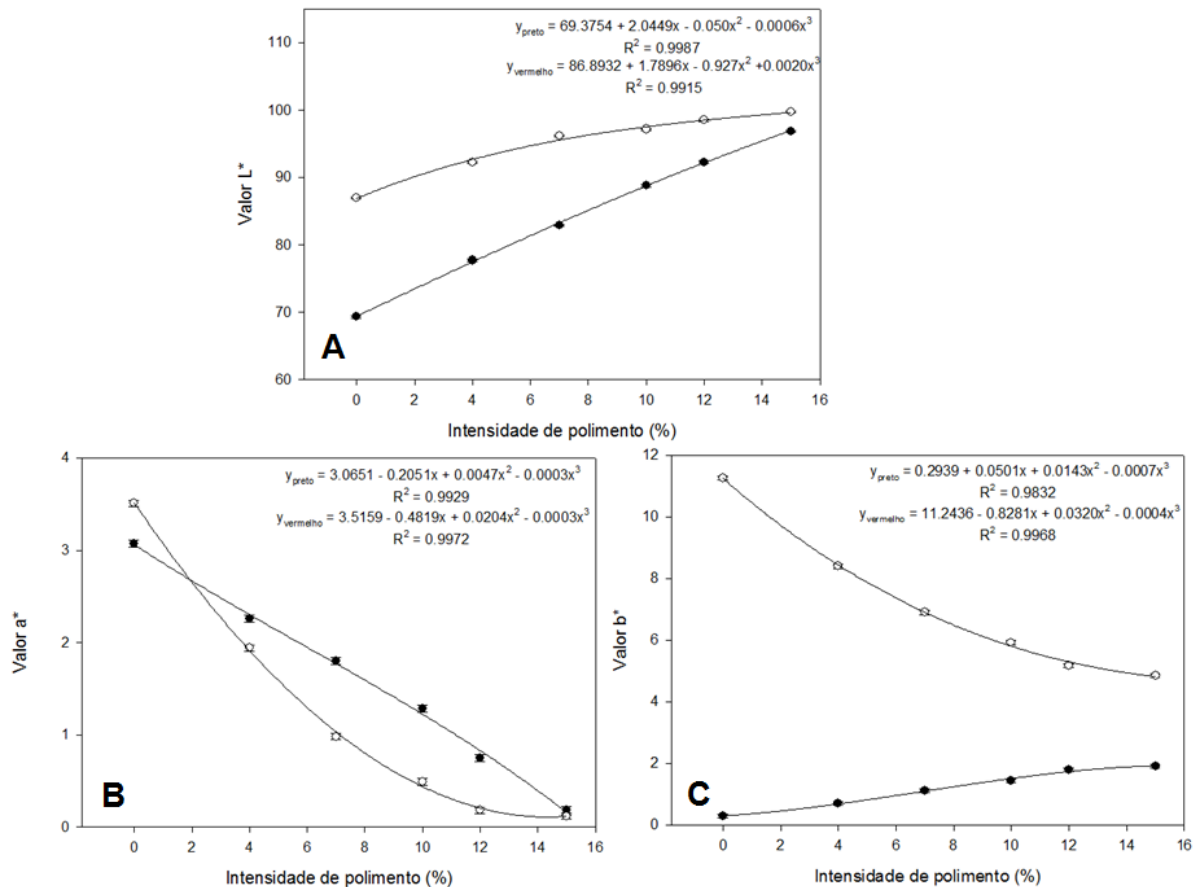 y_preto = 69.3754 + 2.0449x - 0.050x² - 0.0006x³
R² = 0.9987
y_vermelho = 86.8932 + 1.7896x - 0.927x² +0.0020x³
R² = 0.9915
110
100
90
80
70
60
Valor L*
A
0 2 4 6 8 10 12 14 16
Intensidade de polimento (%)
y_preto = 3.0651 - 0.2051x + 0.0047x² - 0.0003x³
R² = 0.9929
y_vermelho = 3.5159 - 0.4819x + 0.0204x² - 0.0003x³
R² = 0.9972
4
3
2
1
0
Valor a*
B
0 2 4 6 8 10 12 14 16
Intensidade de polimento (%)
y_preto = 0.2939 + 0.0501x + 0.0143x² - 0.0007x³
R² = 0.9832
y_vermelho = 11.2436 - 0.8281x + 0.0320x² - 0.0004x³
R² = 0.9968
12
10
8
6
4
2
0
Valor b*
C
0 2 4 6 8 10 12 14 16
Intensidade de polimento (%)